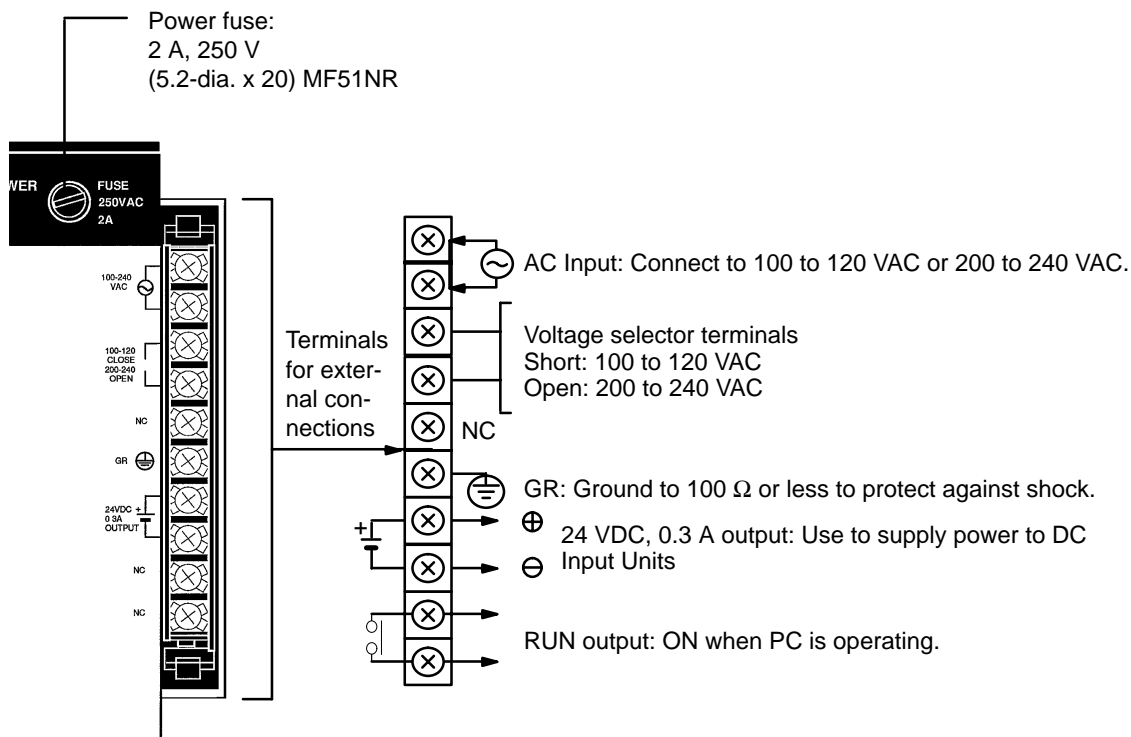 Power fuse:
2 A, 250 V
(5.2-dia. x 20) MF51NR
WER
FUSE
250VAC
2A
100-240
VAC
100-120
CLOSE
200-240
OPEN
NC
GR
24VDC +
0 3A
OUTPUT
NC
NC
Terminals
for exter-
nal con-
nections
AC Input: Connect to 100 to 120 VAC or 200 to 240 VAC.
Voltage selector terminals
Short: 100 to 120 VAC
Open: 200 to 240 VAC
NC
GR: Ground to 100 Ω or less to protect against shock.
+
⊕
24 VDC, 0.3 A output: Use to supply power to DC
⊖
Input Units
RUN output: ON when PC is operating.